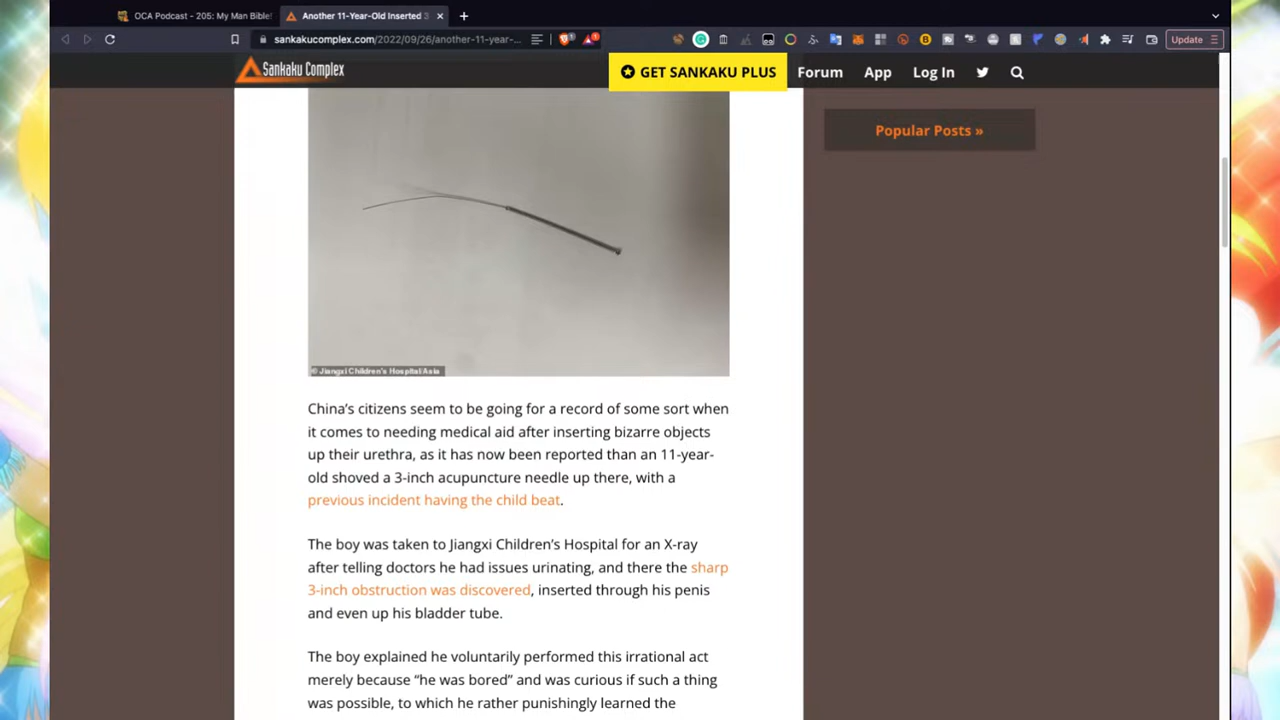 OCA Podcast - 205: My Man Bible!
Another 11-Year-Old Inserted 3
sankakucomplex.com/2022/09/26/another-11-year-...
Update
Sankaku Complex
GET SANKAKU PLUS
Forum
App
Log In
Popular Posts »
© Jiangxi Children's Hospital/Asia
China's citizens seem to be going for a record of some sort when
it comes to needing medical aid after inserting bizarre objects
up their urethra, as it has now been reported than an 11-year-
old shoved a 3-inch acupuncture needle up there, with a
previous incident having the child beat.
The boy was taken to Jiangxi Children's Hospital for an X-ray
after telling doctors he had issues urinating, and there the sharp
3-inch obstruction was discovered, inserted through his penis
and even up his bladder tube.
The boy explained he voluntarily performed this irrational act
merely because “he was bored” and was curious if such a thing
was possible, to which he rather punishingly learned the